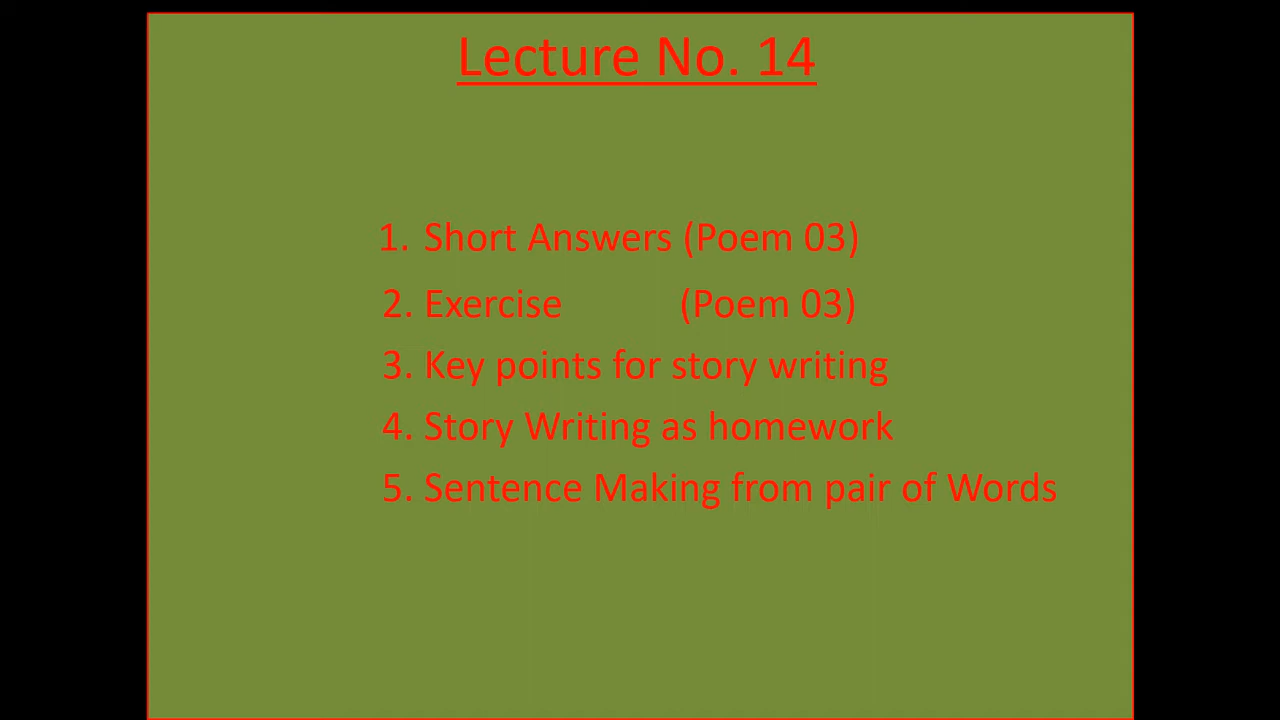 Lecture No. 14
1. Short Answers (Poem 03)
2. Exercise (Poem 03)
3. Key points for story writing
4. Story Writing as homework
5. Sentence Making from pair of Words